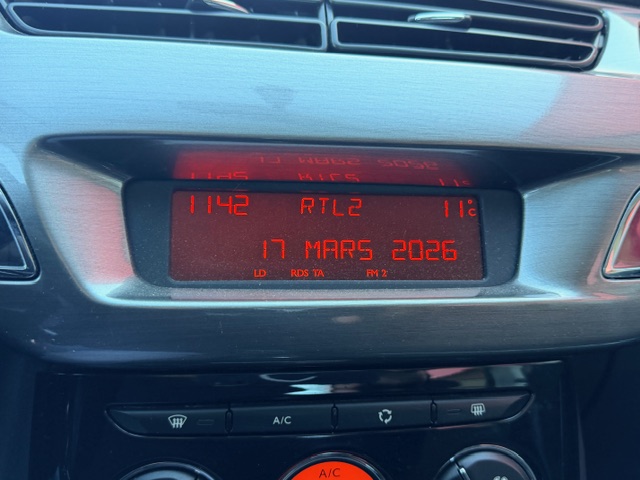 1142 RTL2 11°C
17 MARS 2026
LD RDS TA FM 2
A/C
A/C